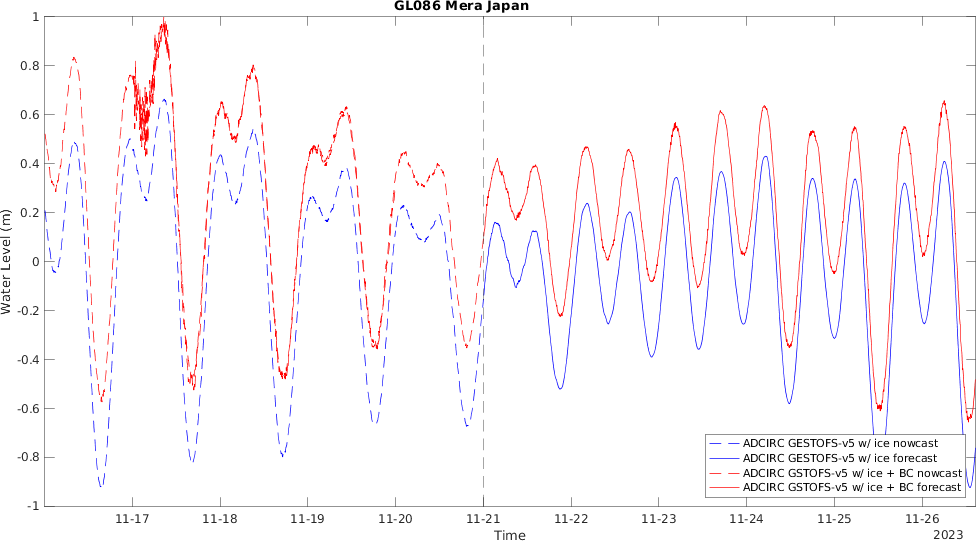 GL086 Mera Japan
1
0.8
0.6
0.4
0.2
0
-0.2
-0.4
-0.6
-0.8
-1
Water Level (m)
ADCIRC GESTOFS-v5 w/ ice nowcast
ADCIRC GESTOFS-v5 w/ ice forecast
ADCIRC GSTOFS-v5 w/ ice + BC nowcast
ADCIRC GSTOFS-v5 w/ ice + BC forecast
11-17 11-18 11-19 11-20 11-21 11-22 11-23 11-24 11-25 11-26
Time
2023